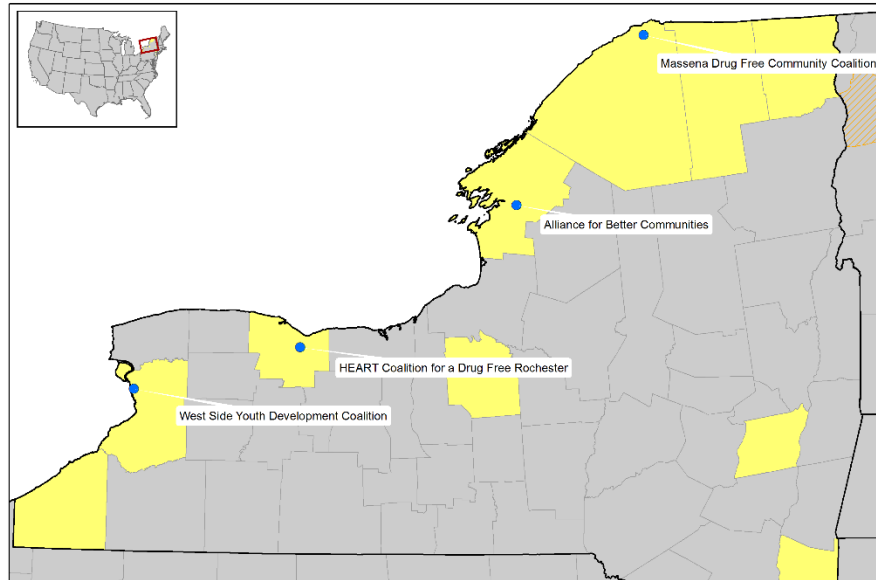 Massena Drug Free Community Coalition
Alliance for Better Communities
HEART Coalition for a Drug Free Rochester
West Side Youth Development Coalition